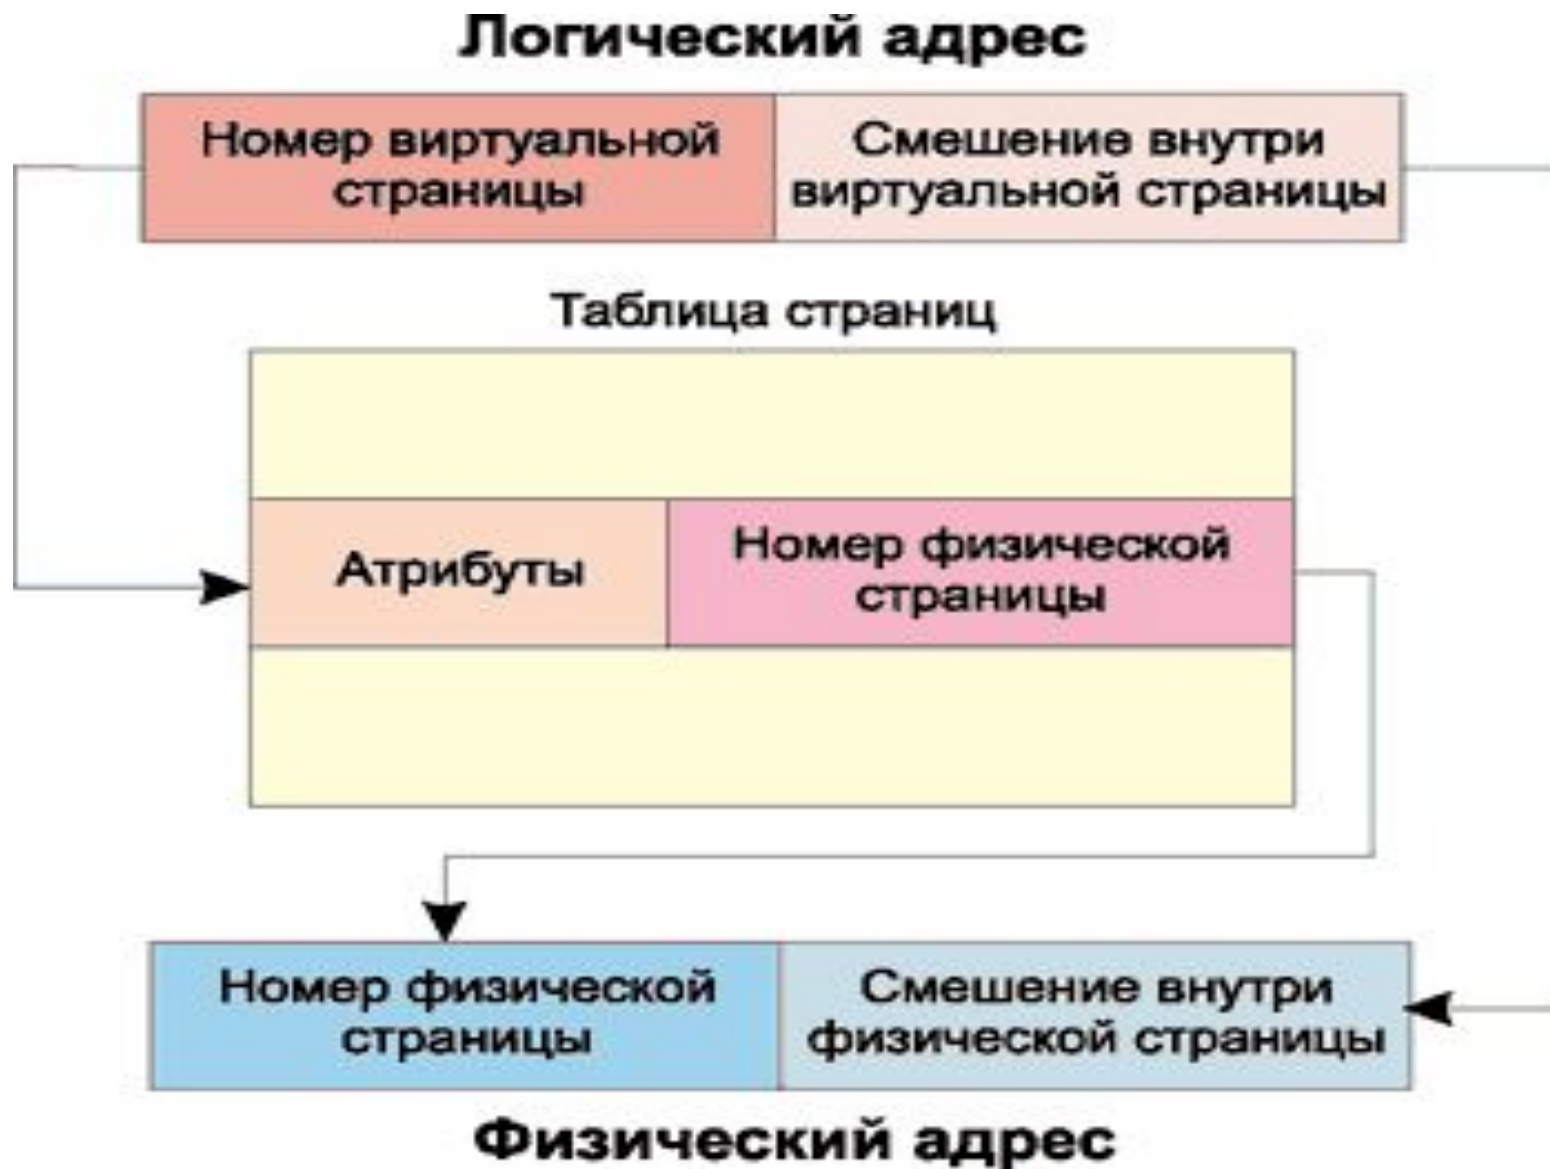 Логический адрес
Номер виртуальной
страницы
Смешение внутри
виртуальной страницы
Таблица страниц
Атрибуты
Номер физической
страницы
Номер физической
страницы
Смешение внутри
физической страницы
Физический адрес